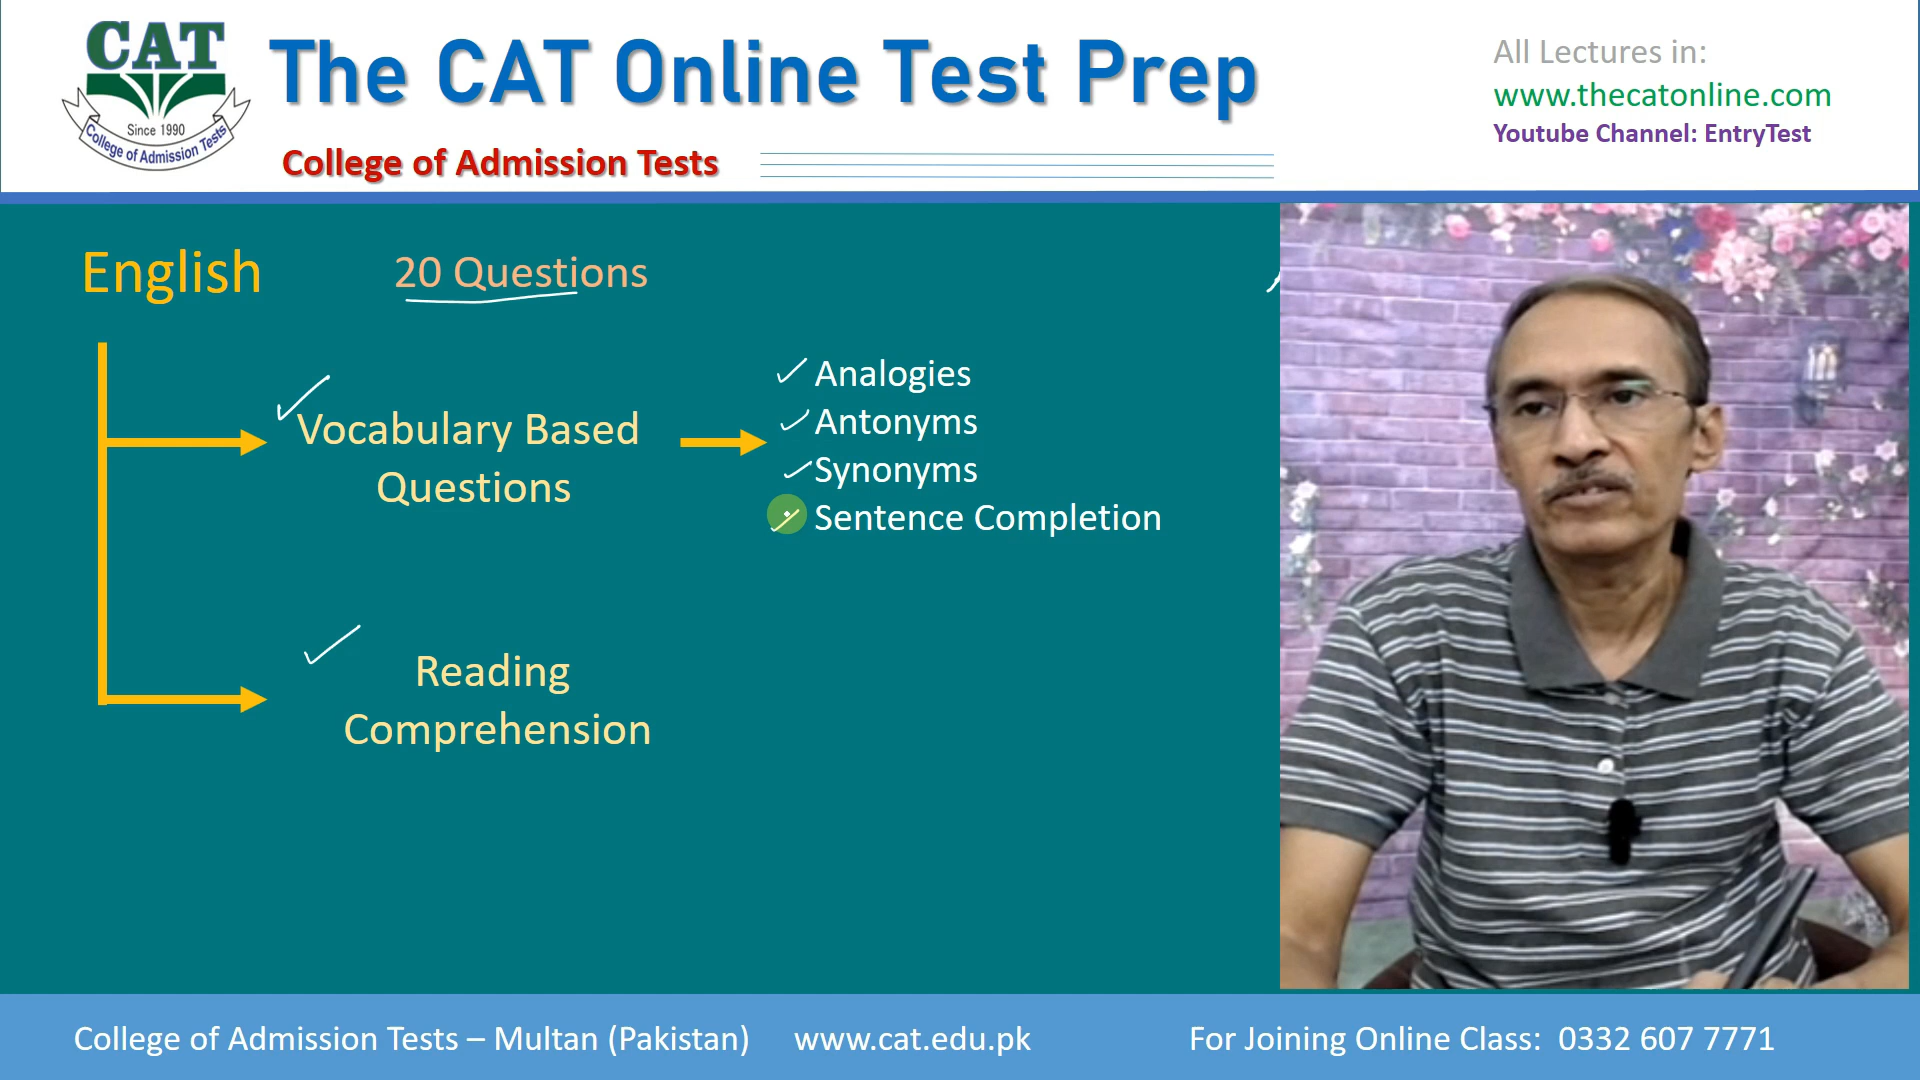 CAT
Since 1990
College of Admission Tests
The CAT Online Test Prep
College of Admission Tests
All Lectures in:
www.thecatonline.com
Youtube Channel: EntryTest
English
20 Questions
Vocabulary Based
Questions
Analogies
Antonyms
Synonyms
Sentence Completion
Reading
Comprehension
College of Admission Tests – Multan (Pakistan) www.cat.edu.pk For Joining Online Class: 0332 607 7771